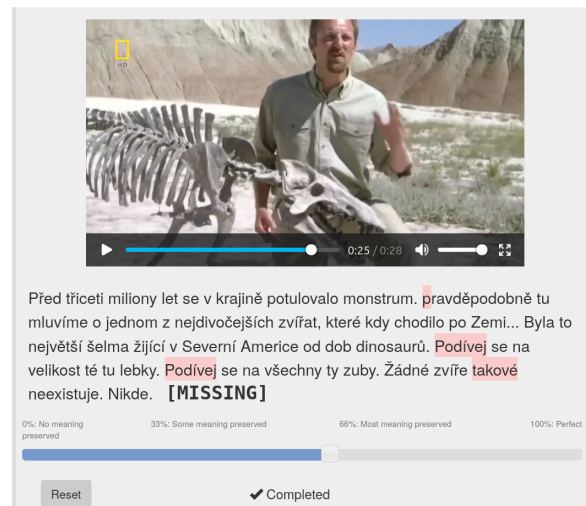 HD
0:25 / 0:28
Před třiceti miliony let se v krajině potulovalo monstrum. pravděpodobně tu
mluvíme o jednom z nejdivočejších zvířat, které kdy chodilo po Zemi... Byla to
největší šelma žijící v Severní Americe od dob dinosaurů. Podívej se na
velikost té tu lebky. Podívej se na všechny ty zuby. Žádné zvíře takové
neexistuje. Nikde. [MISSING]
0%: No meaning preserved 33%: Some meaning preserved 66%: Most meaning preserved 100%: Perfect
Reset Completed